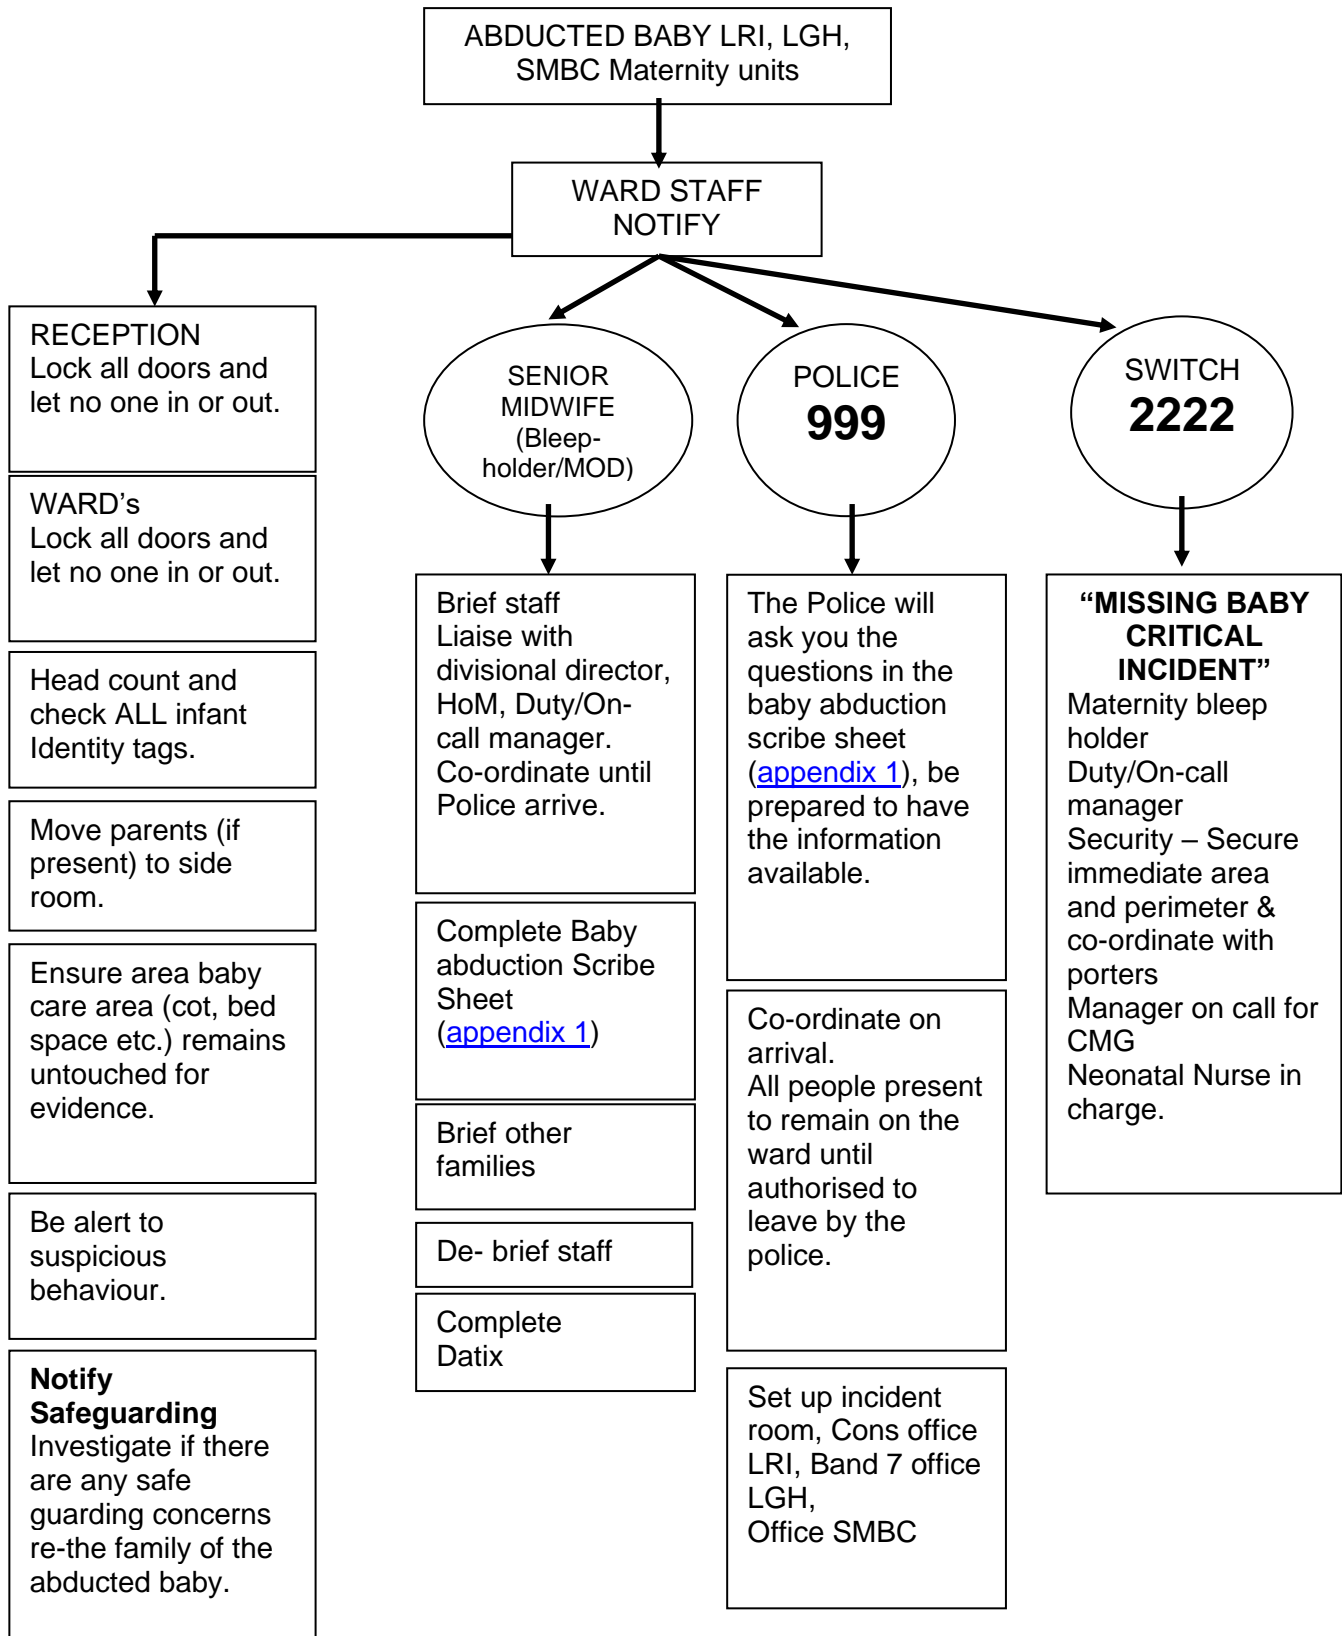 ABDUCTED BABY LRI, LGH,
SMBC Maternity units
WARD STAFF
NOTIFY
RECEPTION
Lock all doors and
let no one in or out.
WARD's
Lock all doors and
let no one in or out.
Head count and
check ALL infant
Identity tags.
Move parents (if
present) to side
room.
Ensure area baby
care area (cot, bed
space etc.) remains
untouched for
evidence.
Be alert to
suspicious
behaviour.
Notify
Safeguarding
Investigate if there
are any safe
guarding concerns
re-the family of the
abducted baby.
SENIOR
MIDWIFE
(Bleep-
holder/MOD)
Brief staff
Liaise with
divisional director,
HoM, Duty/On-
call manager.
Co-ordinate until
Police arrive.
Complete Baby
abduction Scribe
Sheet
(appendix 1)
Brief other
families
De- brief staff
Complete
Datix
POLICE
999
The Police will
ask you the
questions in the
baby abduction
scribe sheet
(appendix 1), be
prepared to have
the information
available.
Co-ordinate on
arrival.
All people present
to remain on the
ward until
authorised to
leave by the
police.
Set up incident
room, Cons office
LRI, Band 7 office
LGH,
Office SMBC
SWITCH
2222
“MISSING BABY
CRITICAL
INCIDENT”
Maternity bleep
holder
Duty/On-call
manager
Security – Secure
immediate area
and perimeter &
co-ordinate with
porters
Manager on call for
CMG
Neonatal Nurse in
charge.